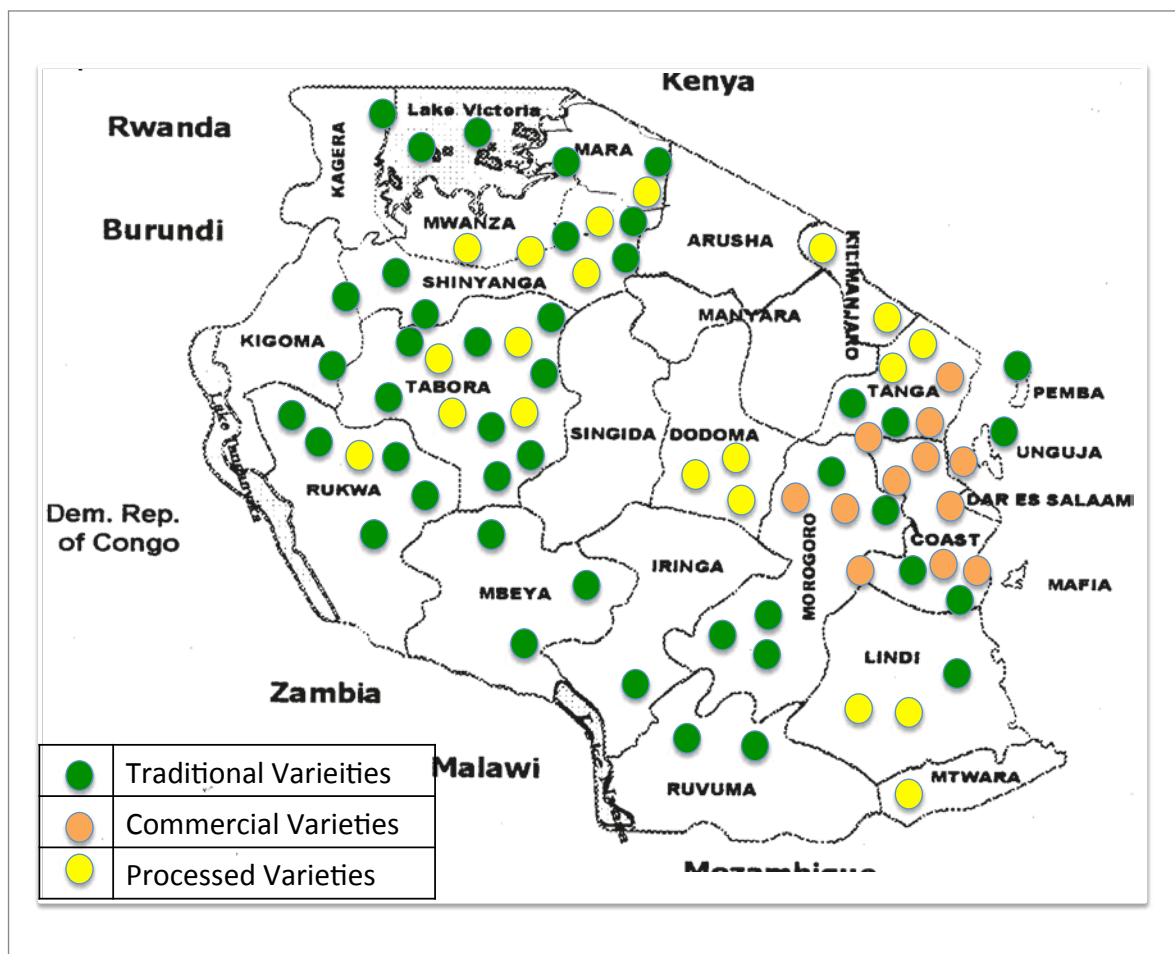 Kenya
Lake Victoria
Rwanda
MARA
KAGERA
Burundi
MWANZA
ARUSHA
KILIMANJARO
SHINYANGA
MANYARA
KIGOMA
TABORA
TANGA
PEMBA
SINGIDA
DODOMA
UNGUJA
RUKWA
DAR ES SALAAM
Dem. Rep.
of Congo
COAST
MOROGORO
IRINGA
MAFIA
MBEYA
LINDI
Zambia
Malawi
RUVUMA
MTWARA
Mozambique
Lake
Traditional Varieities
Commercial Varieties
Processed Varieties